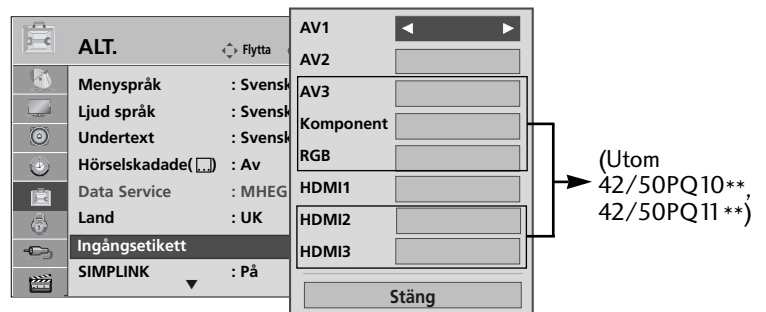 ALT.
Flytta
Menyspråk : Svensk
Ljud språk : Svensk
Undertext : Svensk
Hörselskadade( ) : Av
Data Service : MHEG
Land : UK
Ingångsetikett
SIMPLINK : På
AV1
AV2
AV3
Komponent
RGB
HDMI1
HDMI2
HDMI3
Stäng
(Utom
42/50PQ10**,
42/50PQ11**)